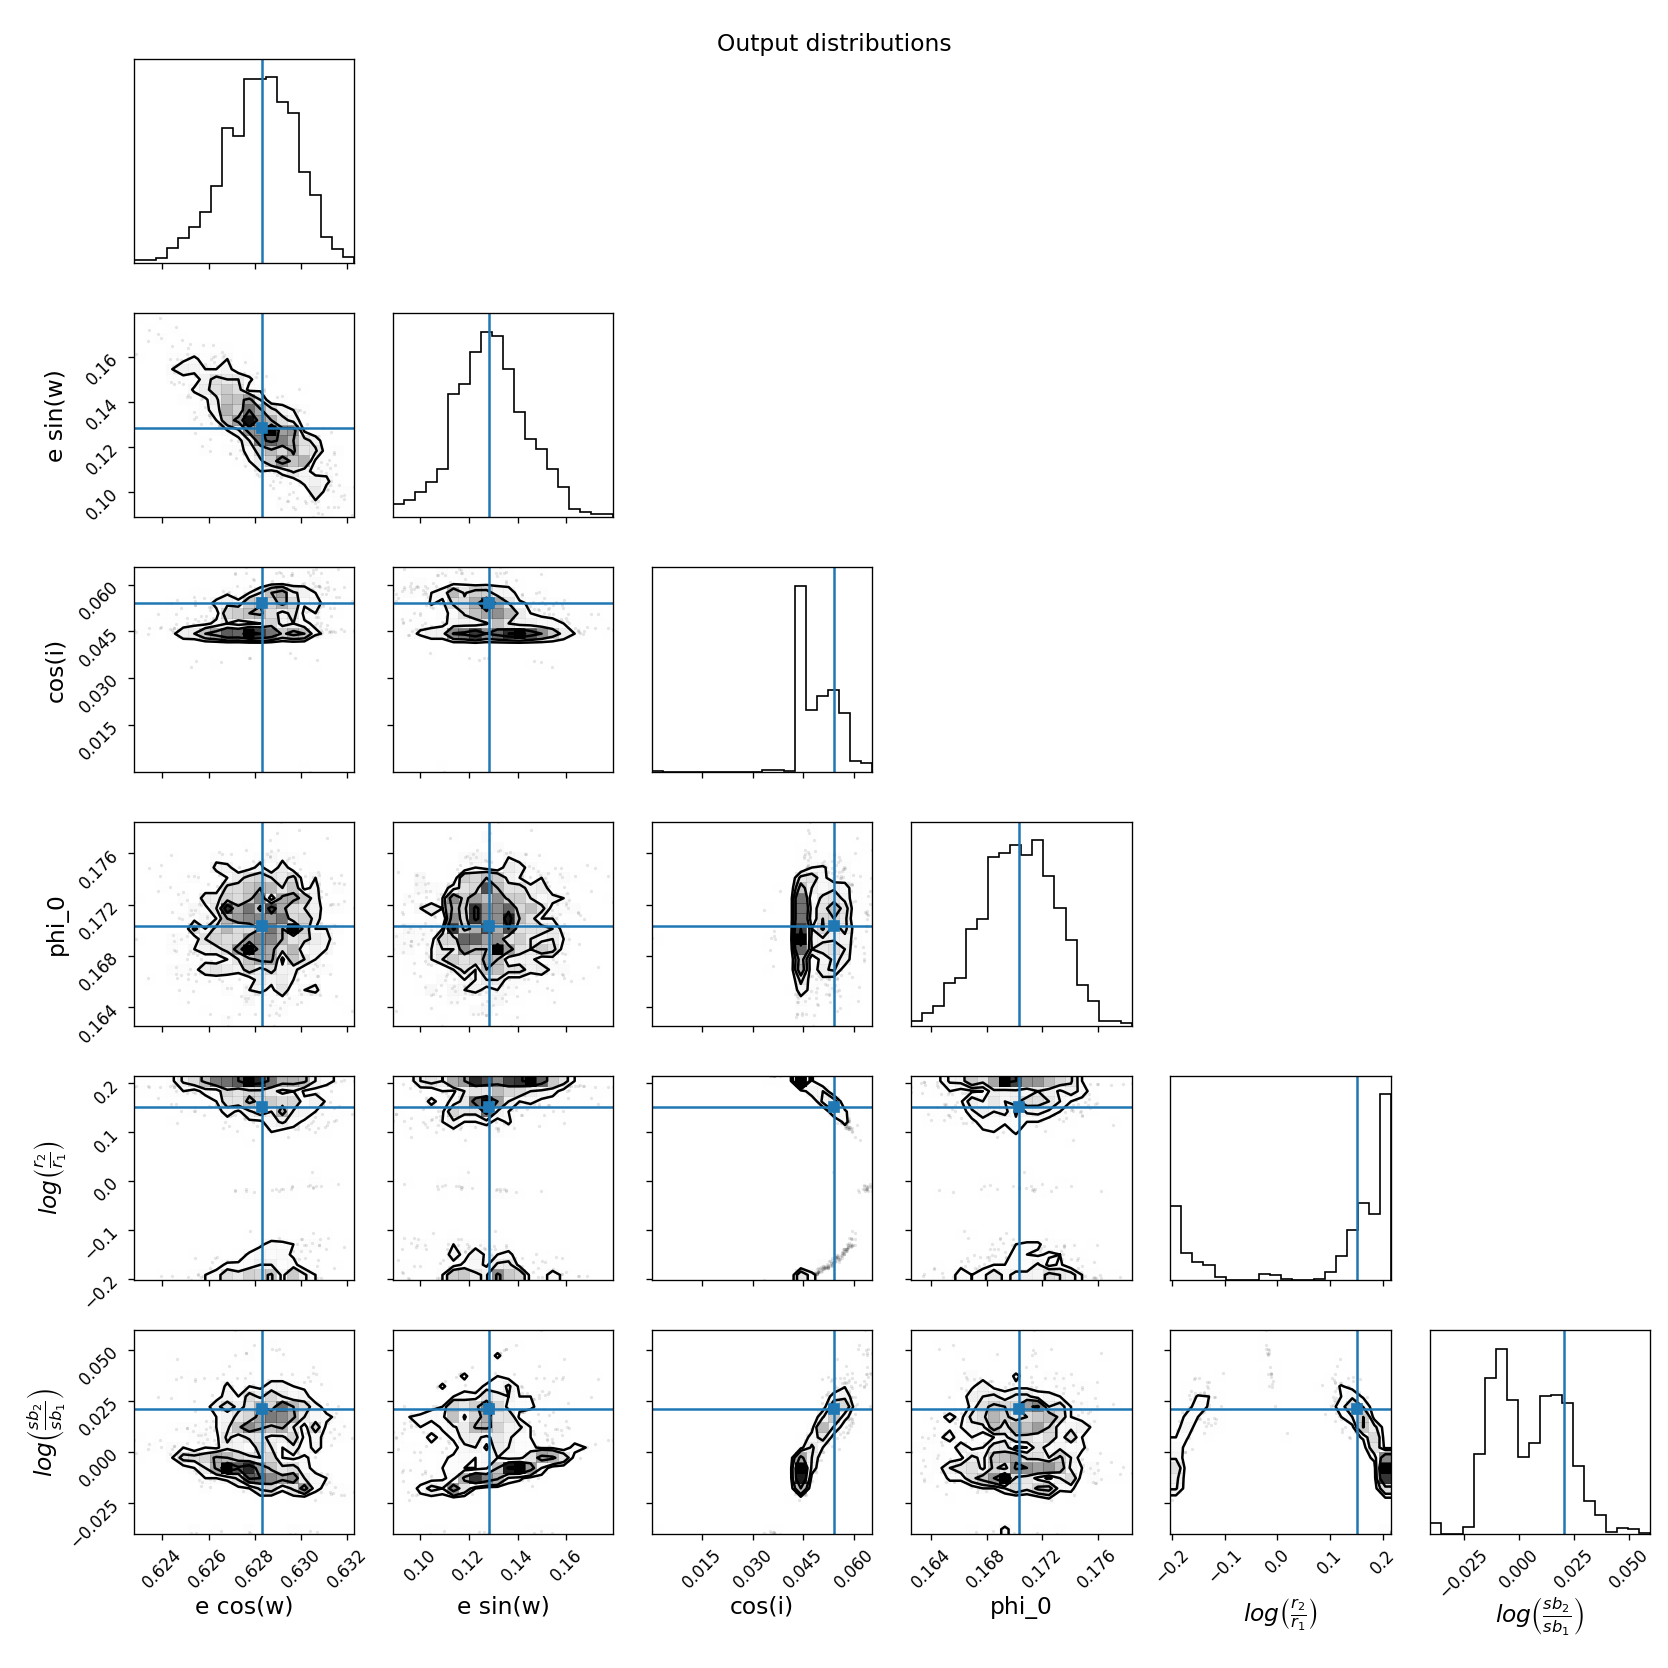 Output distributions
e sin(w)
0.16
0.14
0.12
0.10
cos(i)
0.060
0.045
0.030
0.015
phi_0
0.176
0.172
0.168
0.164
log(r2/r1)
0.2
0.1
0.0
−0.1
−0.2
log(sb2/sb1)
0.050
0.025
0.000
−0.025
0.624 0.626 0.628 0.630 0.632 0.10 0.12 0.14 0.16 0.015 0.030 0.045 0.060 0.164 0.168 0.172 0.176 −0.2 −0.1 0.0 0.1 0.2 −0.025 0.000 0.025 0.050
e cos(w) e sin(w) cos(i) phi_0 log(r2/r1) log(sb2/sb1)